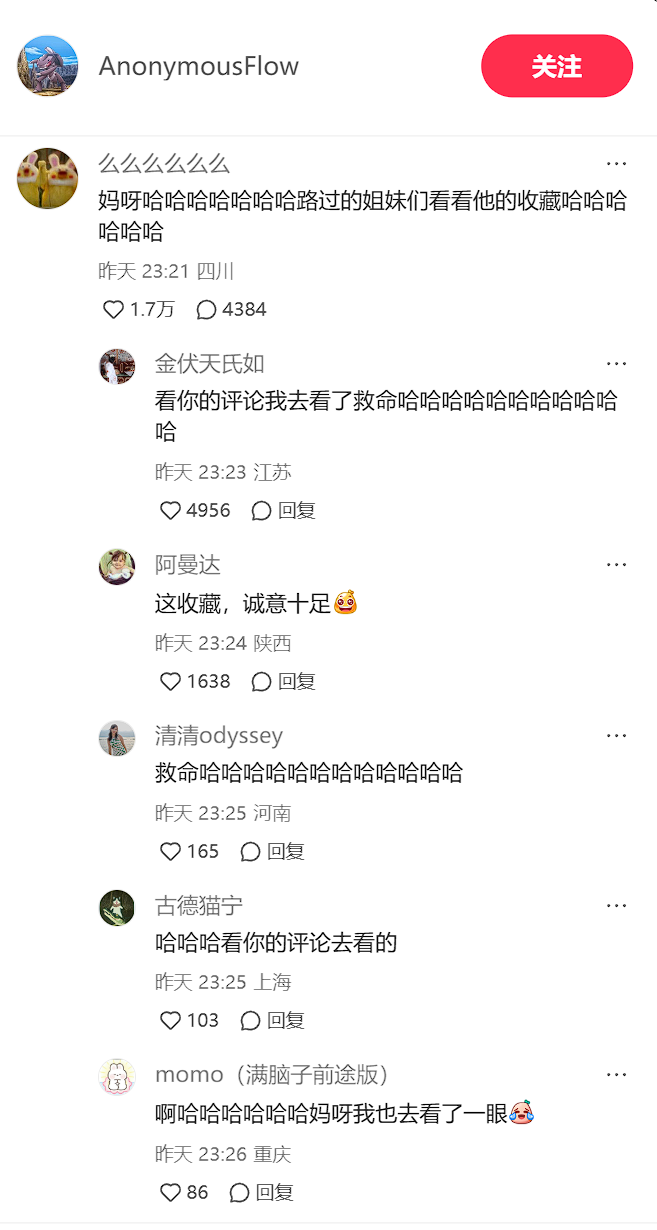 AnonymousFlow
关注
么么么么么么
妈呀哈哈哈哈哈哈哈路过的姐妹们看看他的收藏哈哈哈
哈哈哈
昨天 23:21 四川
1.7万 4384
金伏天氏如
看你的评论我去看了救命哈哈哈哈哈哈哈哈哈哈
哈
昨天 23:23 江苏
4956 回复
阿曼达
这收藏，诚意十足
昨天 23:24 陕西
1638 回复
清清odyssey
救命哈哈哈哈哈哈哈哈哈哈哈哈
昨天 23:25 河南
165 回复
古德猫宁
哈哈哈看你的评论去看的
昨天 23:25 上海
103 回复
momo（满脑子前途版）
啊哈哈哈哈哈哈妈呀我也去看了一眼
昨天 23:26 重庆
86 回复